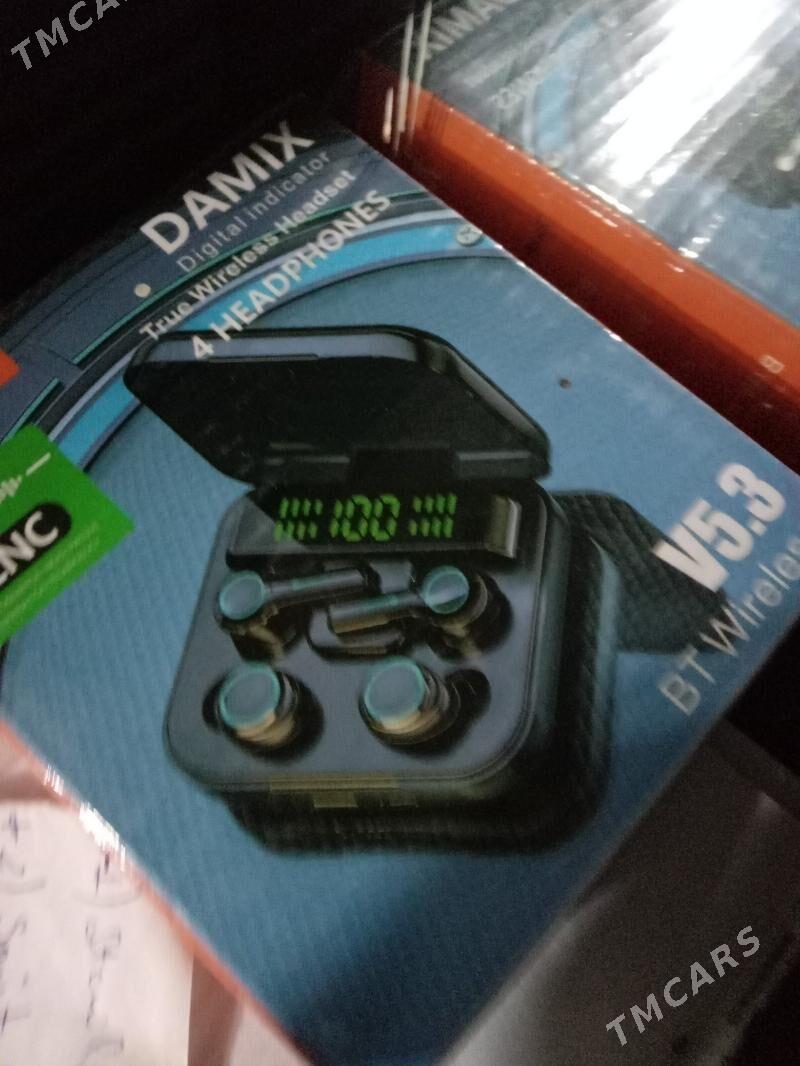 TMCARS
DAMIX
Digital indicator
True Wireless Headset
4 HEADPHONES
ENC
100
V5.3
BT Wireless
TMCARS